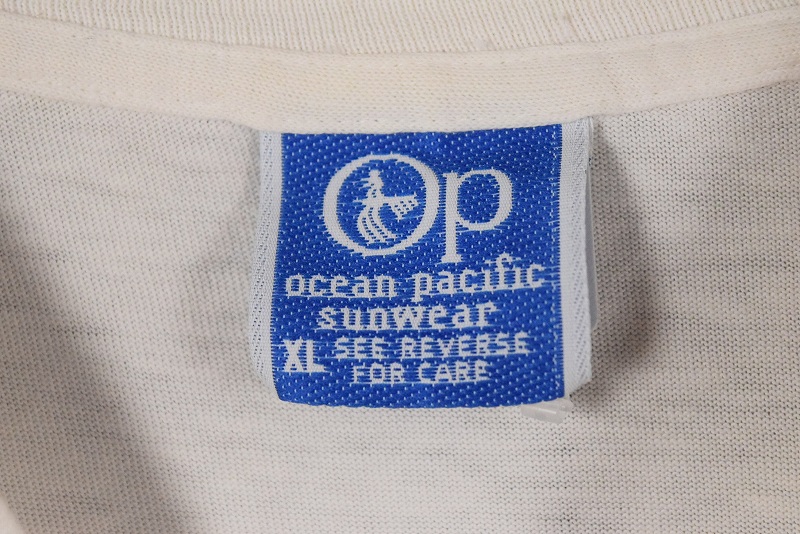 Op
ocean pacific
sunwear
XL SEE REVERSE
FOR CARE